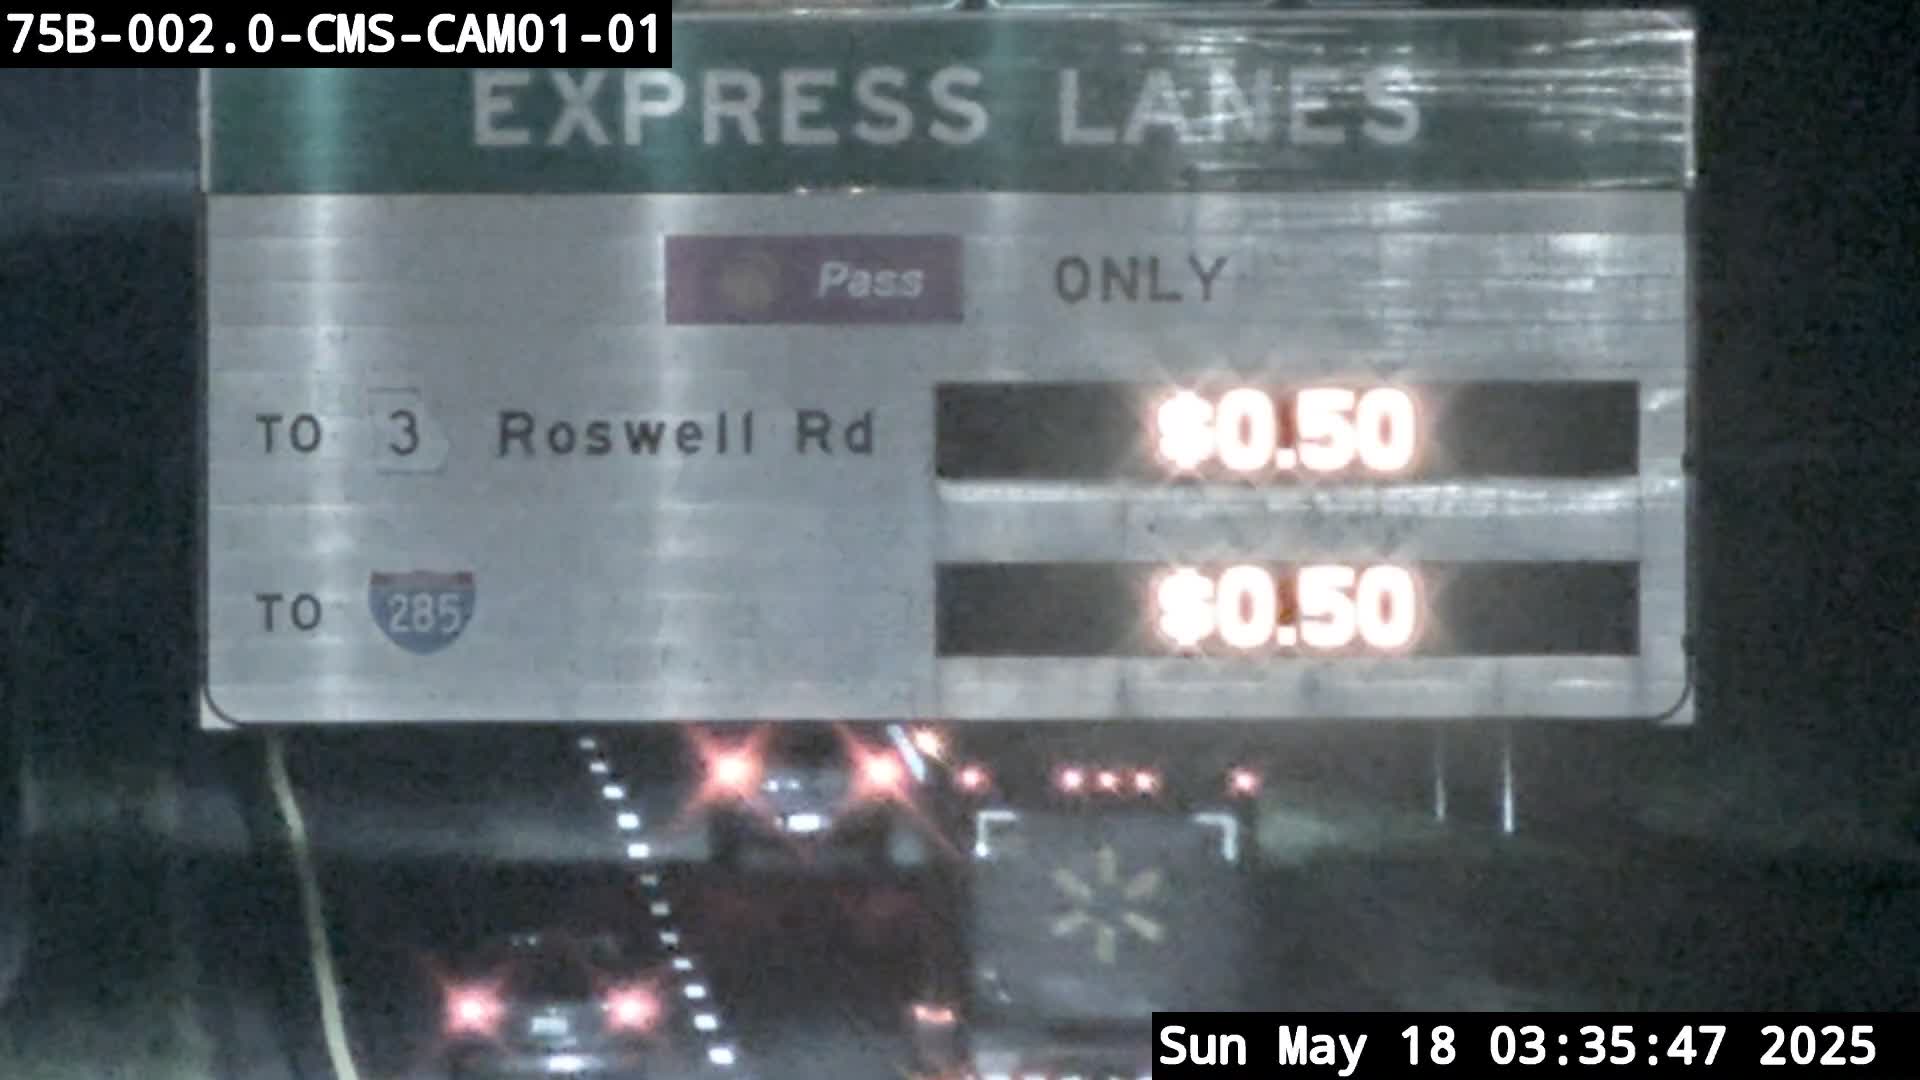 75B-002.0-CMS-CAM01-01
EXPRESS LANES
Pass ONLY
TO 3 Roswell Rd $0.50
TO 285 $0.50
Sun May 18 03:35:47 2025